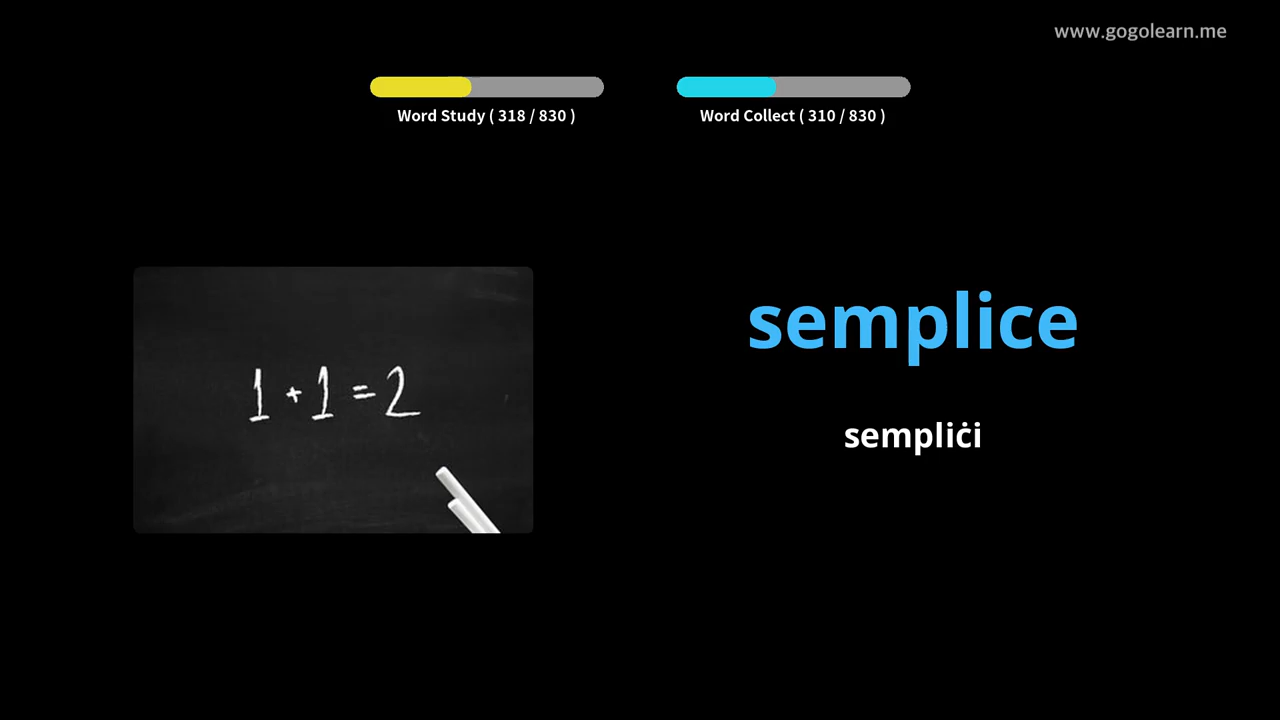 www.gogolearn.me
Word Study ( 318 / 830 )
Word Collect ( 310 / 830 )
semplice
1 + 1 = 2
sempliċi